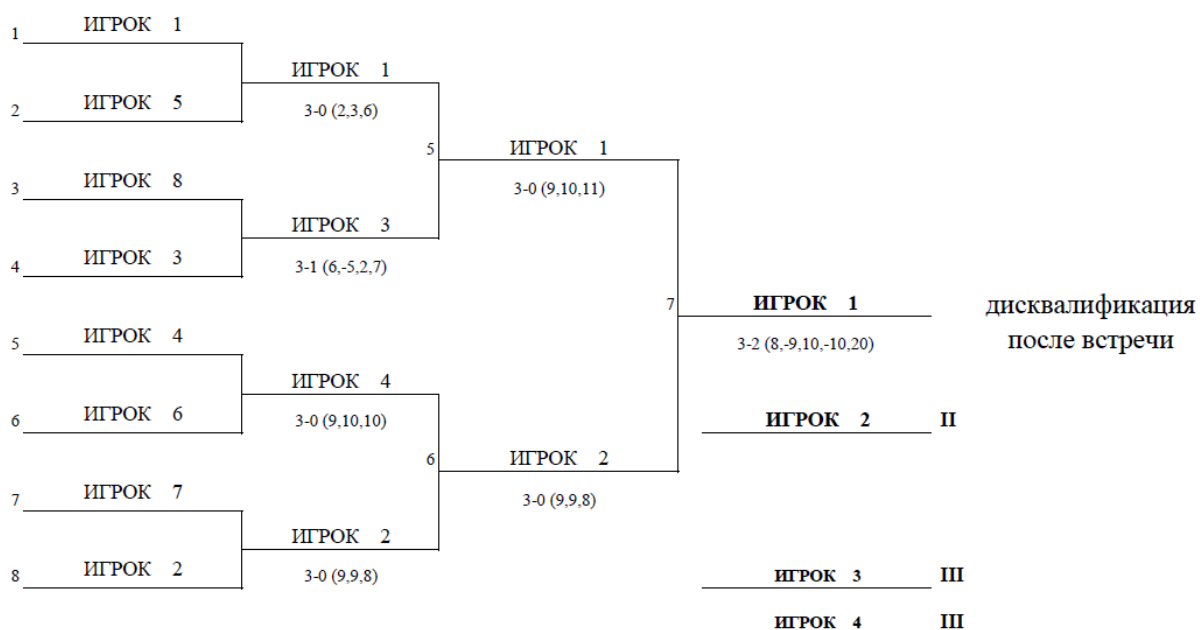 1 ИГРОК 1
ИГРОК 1
2 ИГРОК 5
3-0 (2,3,6)
5 ИГРОК 1
3 ИГРОК 8
3-0 (9,10,11)
ИГРОК 3
4 ИГРОК 3
3-1 (6,-5,2,7)
7 ИГРОК 1
дисквалификация
после встречи
5 ИГРОК 4
3-2 (8,-9,10,-10,20)
ИГРОК 4
6 ИГРОК 6
3-0 (9,10,10)
ИГРОК 2 II
6 ИГРОК 2
7 ИГРОК 7
3-0 (9,9,8)
ИГРОК 2
8 ИГРОК 2
3-0 (9,9,8)
ИГРОК 3 III
ИГРОК 4 III